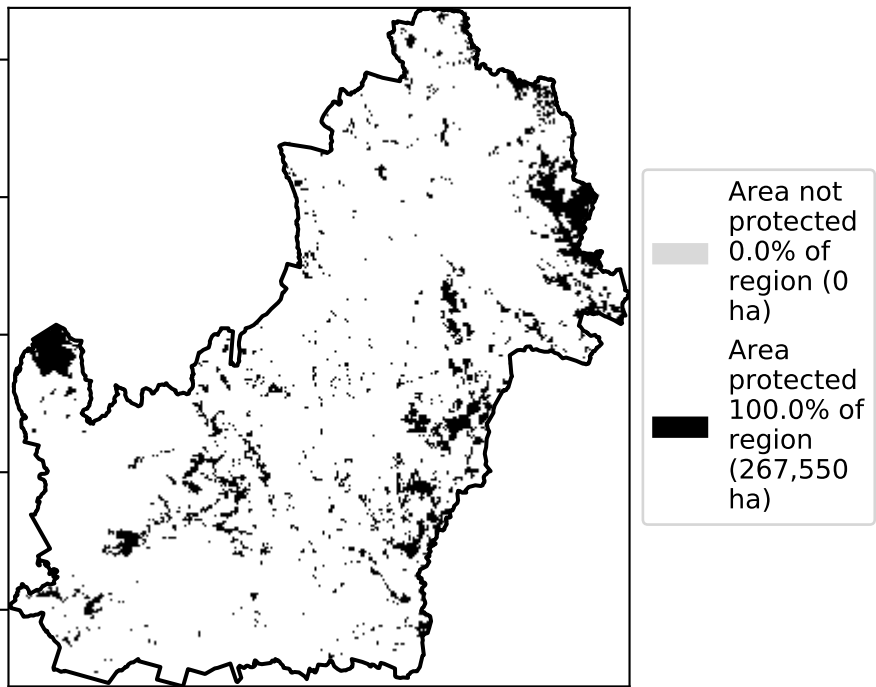 Area not
protected
0.0% of
region (0
ha)
Area
protected
100.0% of
region
(267,550
ha)